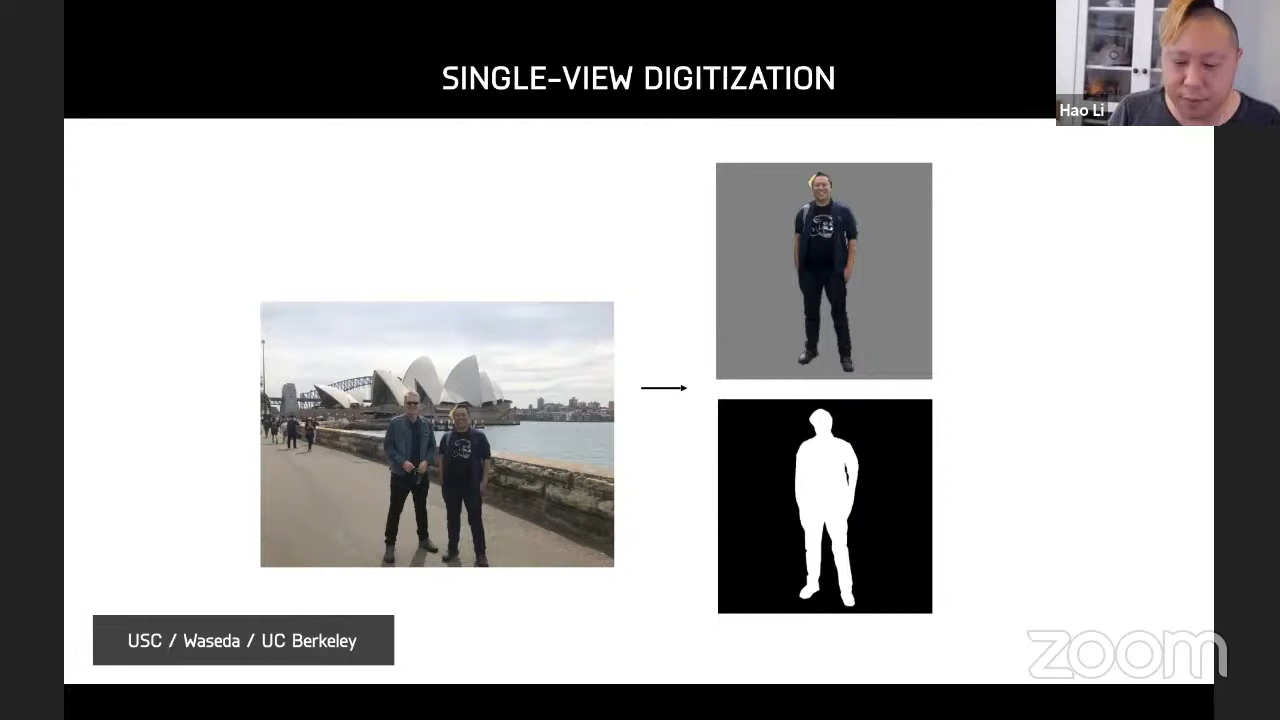 SINGLE-VIEW DIGITIZATION
Hao Li
USC / Waseda / UC Berkeley
zoom